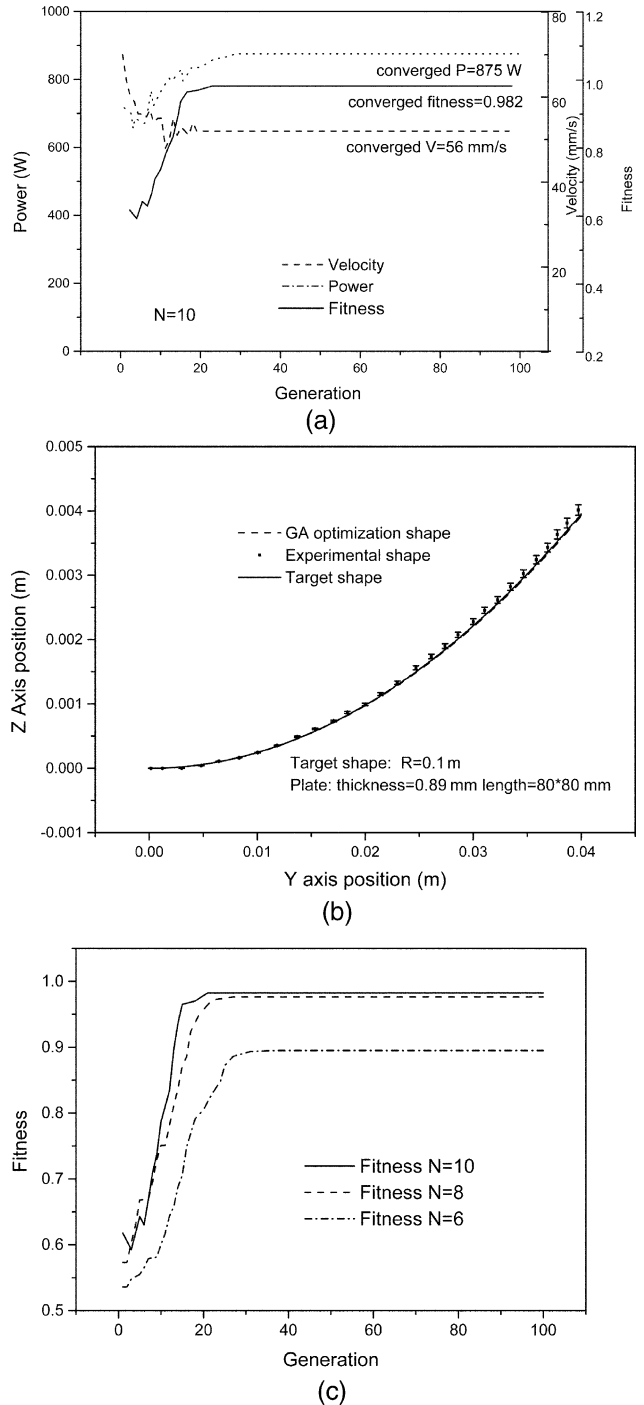 1000
800
600
400
200
0
Power (W)
80
60
40
20
Velocity (mm/s)
1.2
1.0
0.8
0.6
0.4
0.2
Fitness
converged P=875 W
converged fitness=0.982
converged V=56 mm/s
Velocity
Power
Fitness
N=10
0 20 40 60 80 100
Generation
(a)
0.005
0.004
0.003
0.002
0.001
0.000
-0.001
Z Axis position (m)
GA optimization shape
Experimental shape
Target shape
Target shape: R=0.1 m
Plate: thickness=0.89 mm length=80*80 mm
0.00 0.01 0.02 0.03 0.04
Y axis position (m)
(b)
1.0
0.9
0.8
0.7
0.6
0.5
Fitness
Fitness N=10
Fitness N=8
Fitness N=6
0 20 40 60 80 100
Generation
(c)